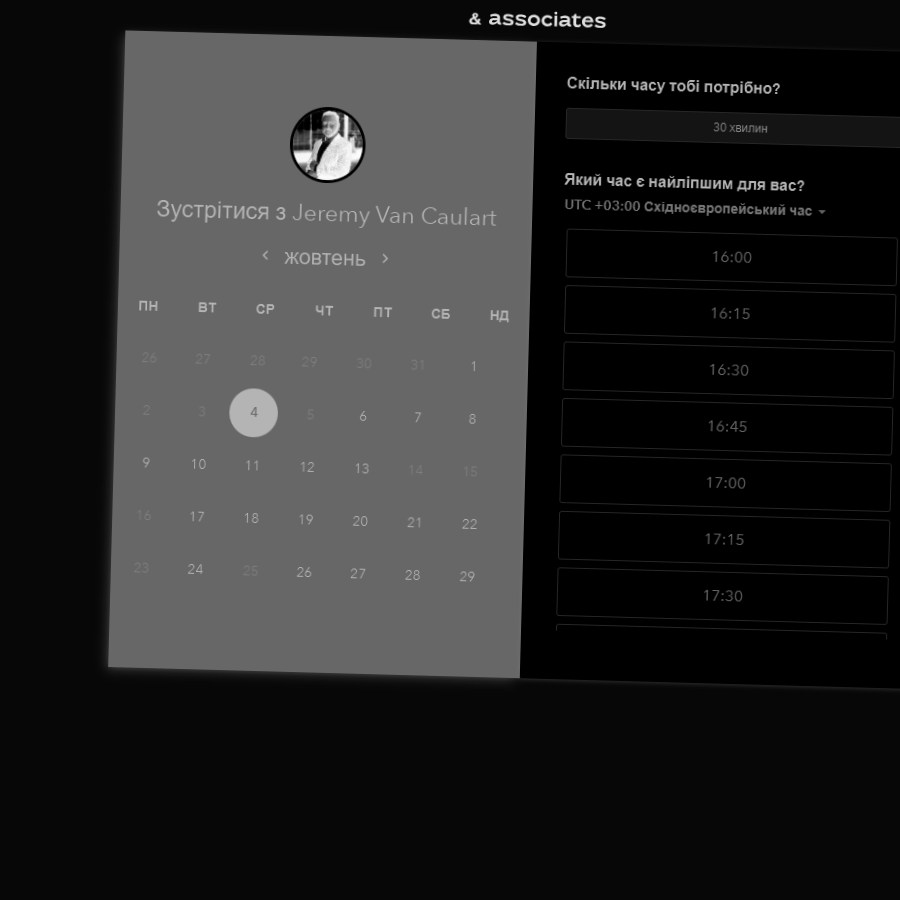 & associates
Зустрітися з Jeremy Van Caulart
жовтень
ПН ВТ СР ЧТ ПТ СБ НД
26 27 28 29 30 31 1
2 3 4 5 6 7 8
9 10 11 12 13 14 15
16 17 18 19 20 21 22
23 24 25 26 27 28 29
Скільки часу тобі потрібно?
30 хвилин
Який час є найліпшим для вас?
UTC +03:00 Східноєвропейський час
16:00
16:15
16:30
16:45
17:00
17:15
17:30